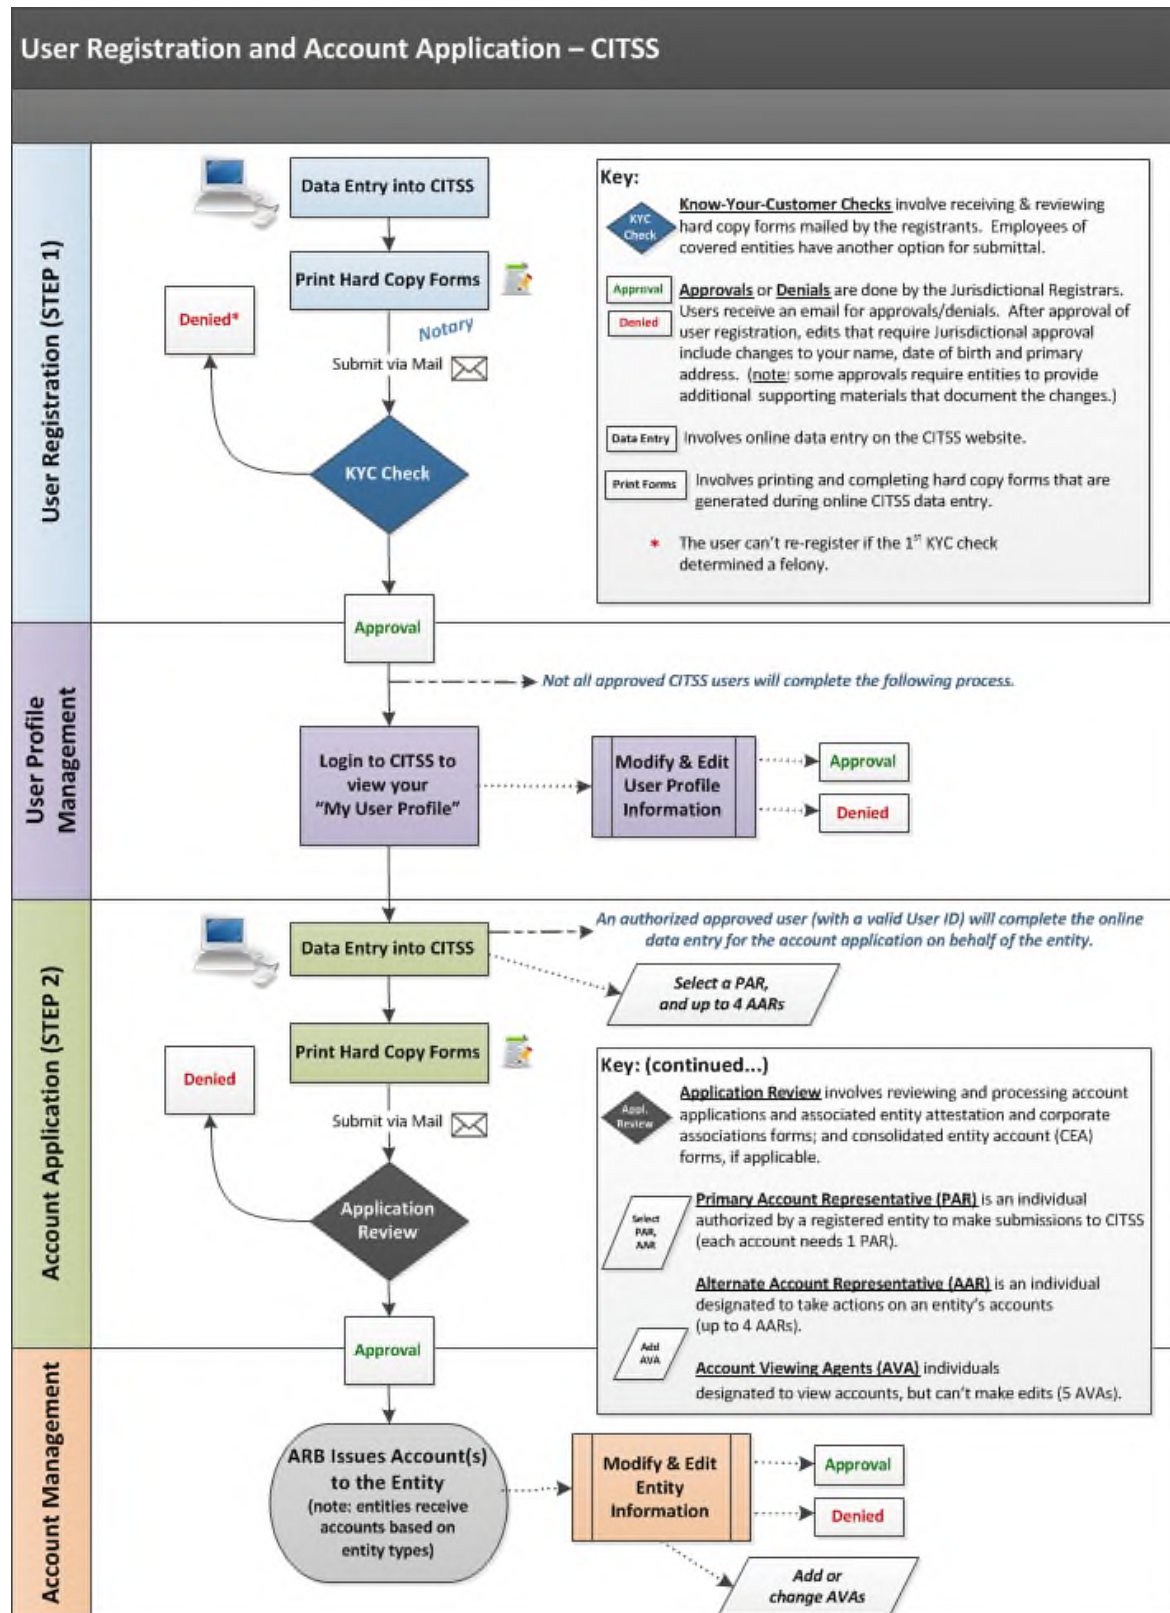 User Registration and Account Application – CITSS
User Registration (STEP 1)
Data Entry into CITSS
Print Hard Copy Forms
Notary
Submit via Mail
Denied*
KYC Check
Approval
Key:
KYC
Check
Know-Your-Customer Checks involve receiving & reviewing
hard copy forms mailed by the registrants. Employees of
covered entities have another option for submittal.
Approval
Denied
Approvals or Denials are done by the Jurisdictional Registrars.
Users receive an email for approvals/denials. After approval of
user registration, edits that require Jurisdictional approval
include changes to your name, date of birth and primary
address. (note: some approvals require entities to provide
additional supporting materials that document the changes.)
Data Entry
Involves online data entry on the CITSS website.
Print Forms
Involves printing and completing hard copy forms that are
generated during online CITSS data entry.
* The user can't re-register if the 1st KYC check
determined a felony.
User Profile
Management
Not all approved CITSS users will complete the following process.
Login to CITSS to
view your
"My User Profile"
Modify & Edit
User Profile
Information
Approval
Denied
Account Application (STEP 2)
Data Entry into CITSS
An authorized approved user (with a valid User ID) will complete the online
data entry for the account application on behalf of the entity.
Select a PAR,
and up to 4 AARs
Print Hard Copy Forms
Submit via Mail
Denied
Application
Review
Approval
Key: (continued...)
Appl.
Review
Application Review involves reviewing and processing account
applications and associated entity attestation and corporate
associations forms; and consolidated entity account (CEA)
forms, if applicable.
Select
PAR,
AAR
Primary Account Representative (PAR) is an individual
authorized by a registered entity to make submissions to CITSS
(each account needs 1 PAR).
Alternate Account Representative (AAR) is an individual
designated to take actions on an entity's accounts
(up to 4 AARs).
Add
AVA
Account Viewing Agents (AVA) individuals
designated to view accounts, but can't make edits (5 AVAs).
Account Management
ARB Issues Account(s)
to the Entity
(note: entities receive
accounts based on
entity types)
Modify & Edit
Entity
Information
Approval
Denied
Add or
change AVAs